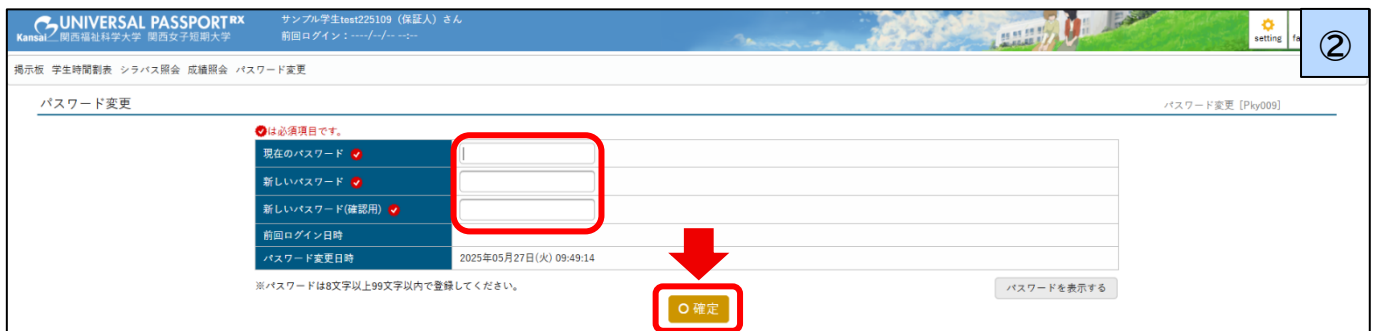 UNIVERSAL PASSPORT RX
Kansai 関西福祉科学大学 関西女子短期大学
サンプル学生test225109（保証人）さん
前回ログイン：----/--/-- --:--
setting
fa
②
掲示板 学生時間割表 シラバス照会 成績照会 パスワード変更
パスワード変更
パスワード変更 [Pky009]
は必須項目です。
現在のパスワード
新しいパスワード
新しいパスワード(確認用)
前回ログイン日時
パスワード変更日時 2025年05月27日(火) 09:49:14
※パスワードは8文字以上99文字以内で登録してください。
パスワードを表示する
確定